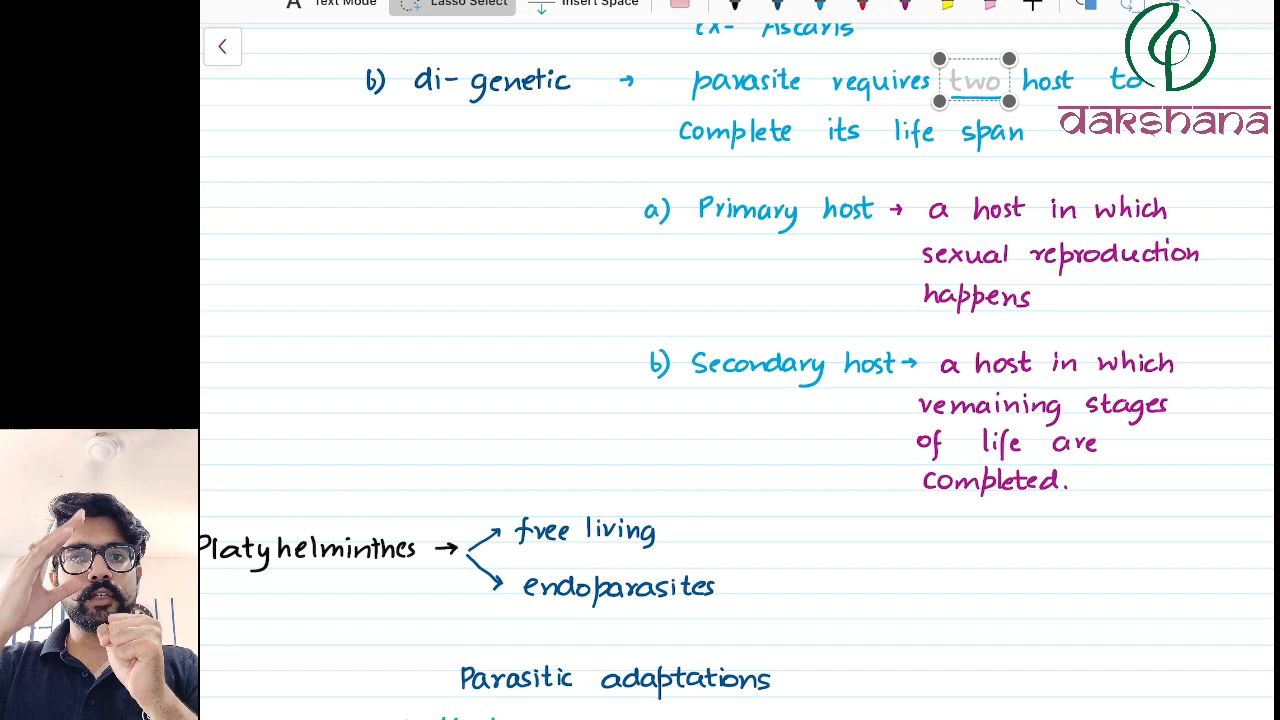 Text Mode Lasso Select Insert Space
ex- Ascaris
b) di-genetic → parasite requires two host to
complete its life span
dakshana
a) Primary host → a host in which
sexual reproduction
happens
b) Secondary host → a host in which
remaining stages
of life are
completed.
Platyhelminthes → free living
endoparasites
Parasitic adaptations